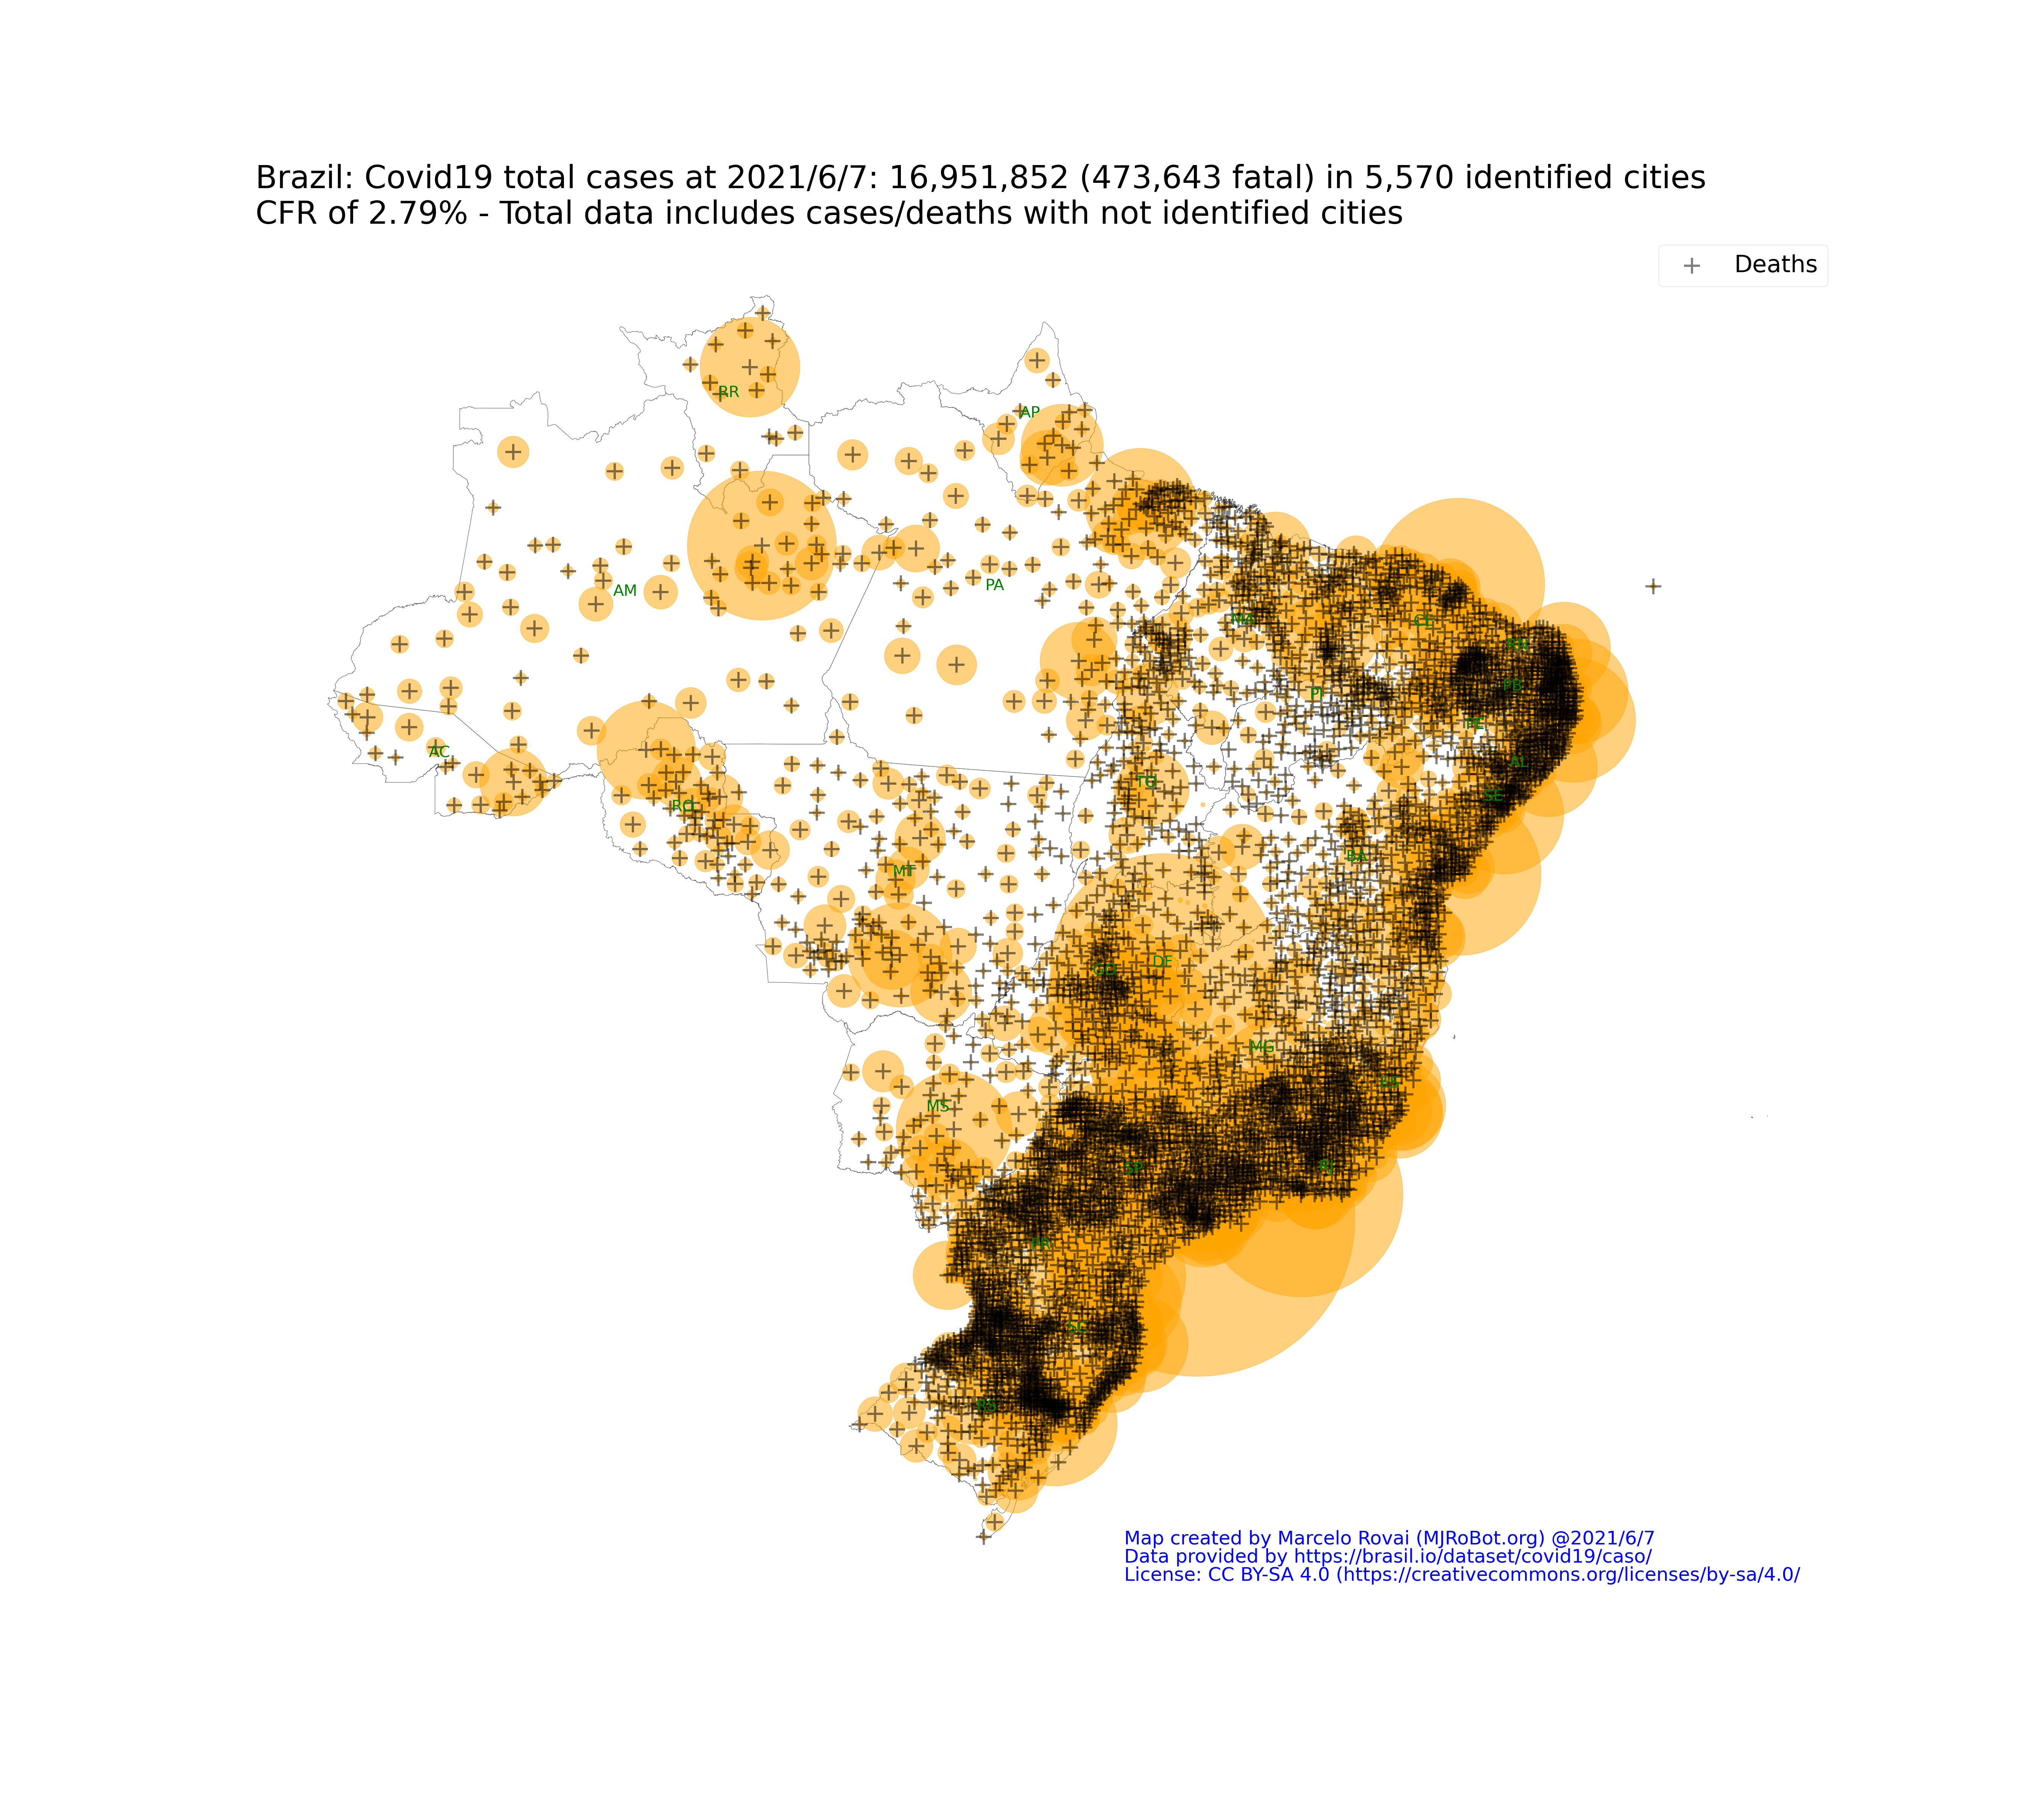 Brazil: Covid19 total cases at 2021/6/7: 16,951,852 (473,643 fatal) in 5,570 identified cities
CFR of 2.79% - Total data includes cases/deaths with not identified cities
Deaths
RR
AP
AM
PA
MA
CE
RN
PI
PB
PE
AC
AL
TO
SE
RO
BA
MT
DF
GO
MG
ES
MS
SP
RJ
PR
SC
RS
Map created by Marcelo Rovai (MJRoBot.org) @2021/6/7
Data provided by https://brasil.io/dataset/covid19/caso/
License: CC BY-SA 4.0 (https://creativecommons.org/licenses/by-sa/4.0/